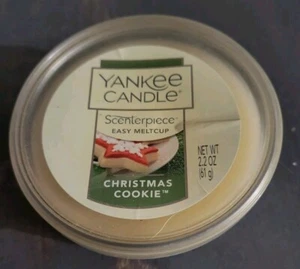 YANKEE
CANDLE®
Scenterpiece™
EASY MELTCUP
NET WT
2.2 OZ
(61 g)
CHRISTMAS
COOKIE™